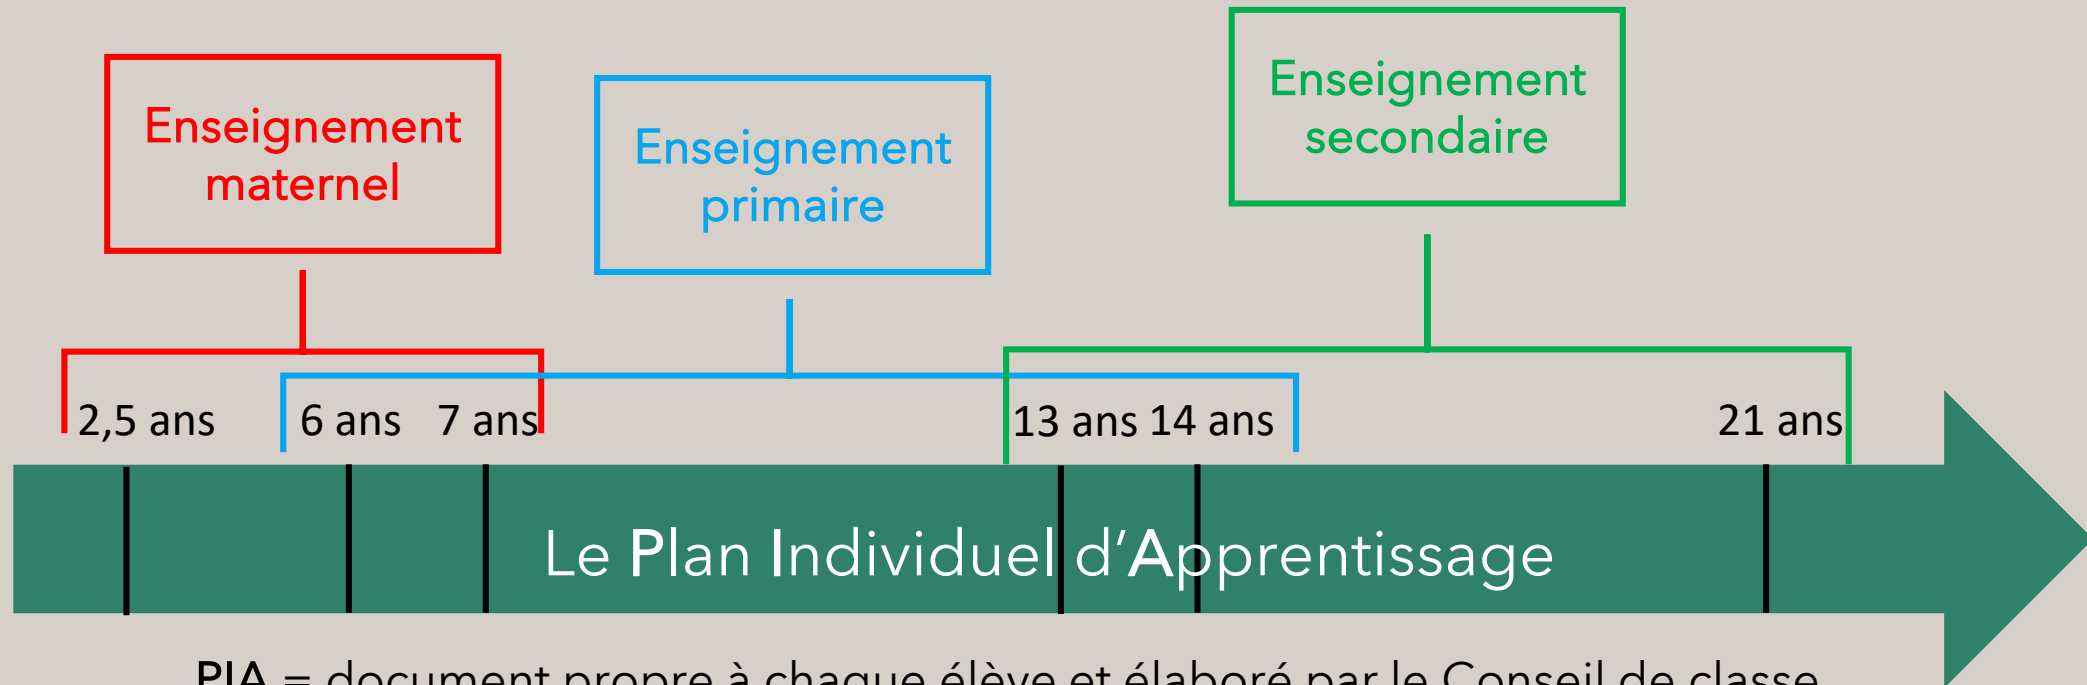 Enseignement
maternel
Enseignement
primaire
Enseignement
secondaire
2,5 ans
6 ans
7 ans
13 ans
14 ans
21 ans
Le Plan Individuel d’Apprentissage
PIA = document propre à chaque élève et élaboré par le Conseil de classe